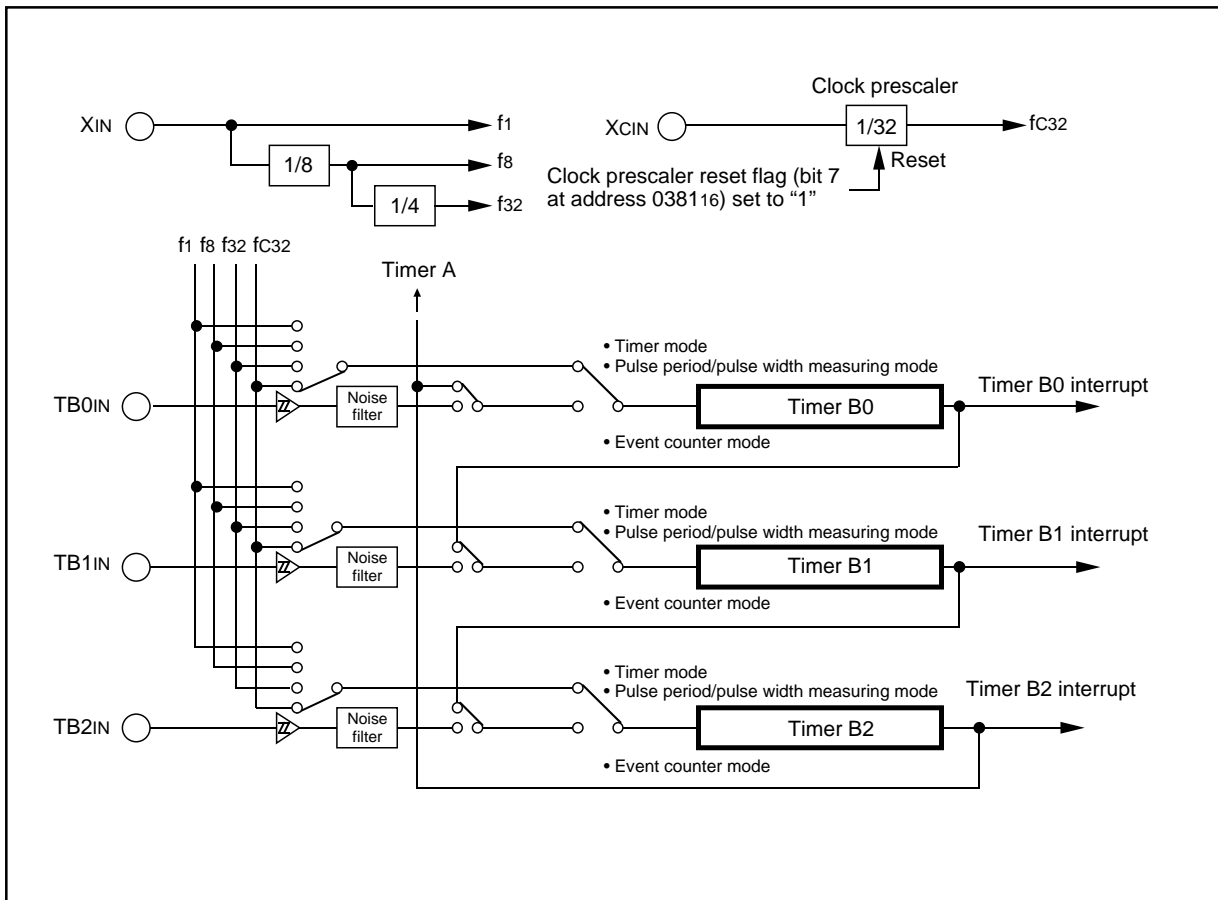 Clock prescaler
XIN
f1
XCIN
1/32
fC32
1/8
f8
Reset
Clock prescaler reset flag (bit 7
at address 038116) set to “1”
1/4
f32
f1 f8 f32 fC32
Timer A
• Timer mode
• Pulse period/pulse width measuring mode
TB0IN
Noise
filter
Timer B0
Timer B0 interrupt
• Event counter mode
• Timer mode
• Pulse period/pulse width measuring mode
TB1IN
Noise
filter
Timer B1
Timer B1 interrupt
• Event counter mode
• Timer mode
• Pulse period/pulse width measuring mode
TB2IN
Noise
filter
Timer B2
Timer B2 interrupt
• Event counter mode